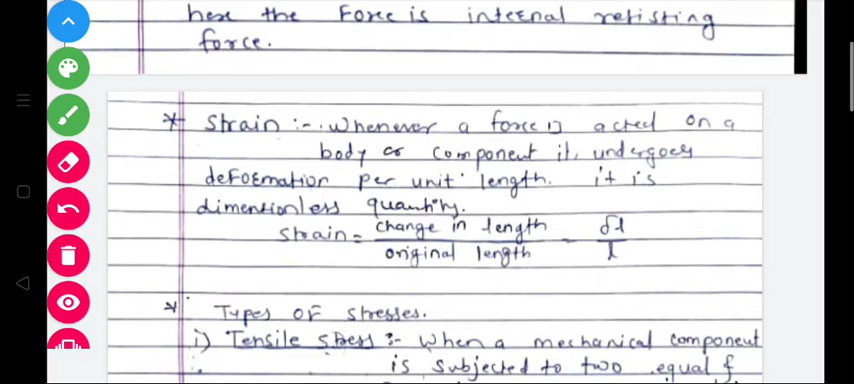 here the Force is internal resisting
force.
* Strain :- Whenever a force is acted on a
body or component it, undergoes
deformation per unit length. it is
dimentionless quantity.
Strain = change in length / original length = δl / l
* Types of stresses.
i) Tensile stress :- When a mechanical component
is subjected to two equal f